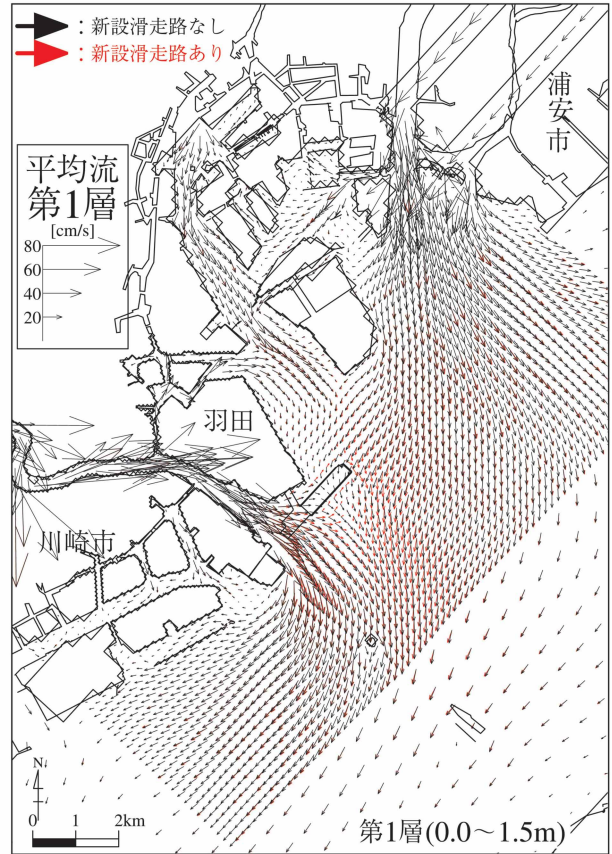 ：新設滑走路なし
：新設滑走路あり
浦安市
平均流
第1層
[cm/s]
80
60
40
20
羽田
川崎市
N
0 1 2km
第1層(0.0～1.5m)